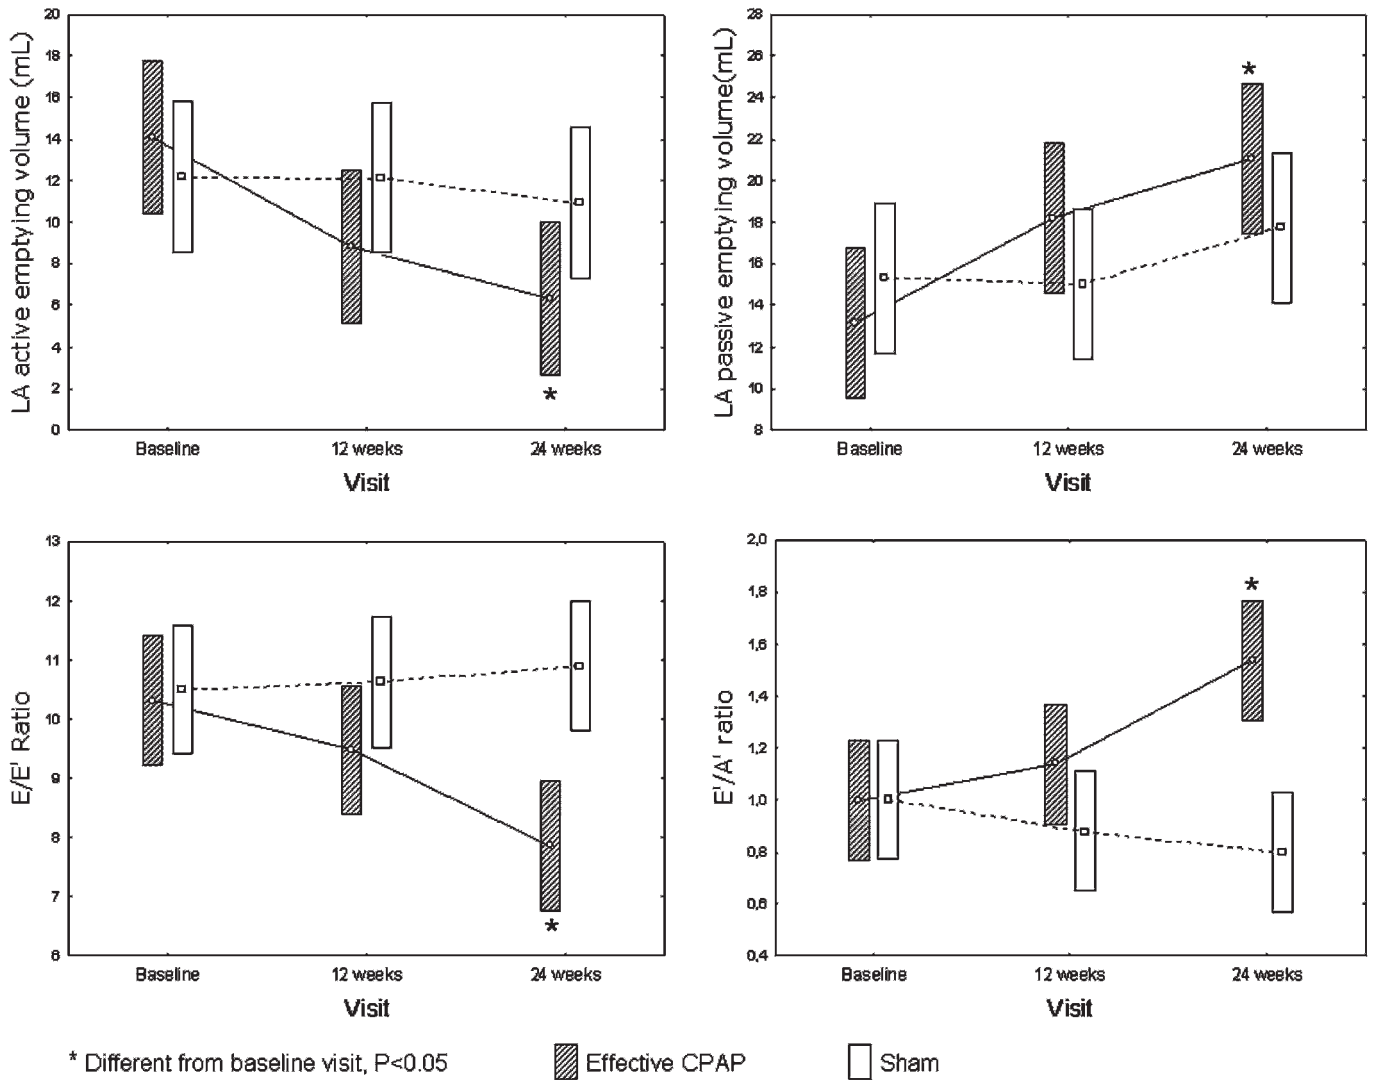 LA active emptying volume (mL)
20
18
16
14
12
10
8
6
4
2
0
*
Baseline
12 weeks
24 weeks
Visit
LA passive emptying volume(mL)
28
26
24
22
20
18
16
14
12
10
8
*
Baseline
12 weeks
24 weeks
Visit
E/E' Ratio
13
12
11
10
9
8
7
6
*
Baseline
12 weeks
24 weeks
Visit
E'/A' ratio
2,0
1,8
1,6
1,4
1,2
1,0
0,8
0,6
0,4
*
Baseline
12 weeks
24 weeks
Visit
* Different from baseline visit, P<0.05
Effective CPAP
Sham